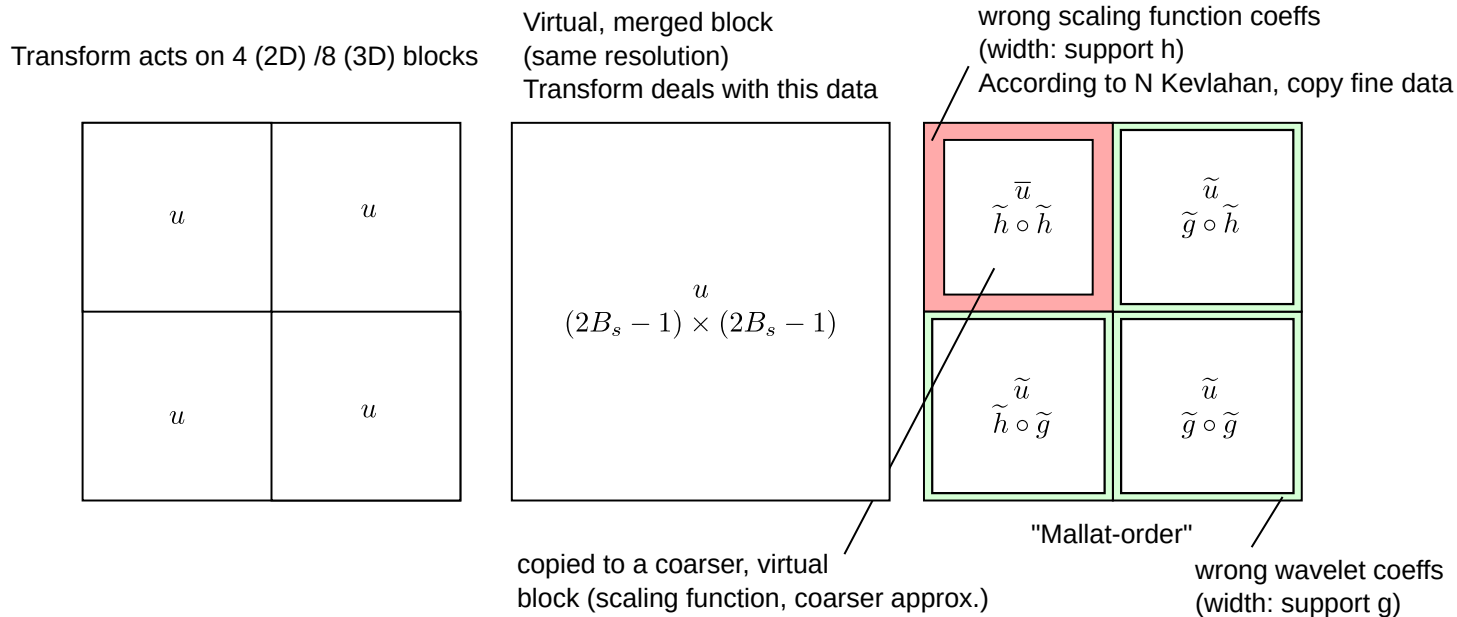 Transform acts on 4 (2D) /8 (3D) blocks
Virtual, merged block
(same resolution)
Transform deals with this data
wrong scaling function coeffs
(width: support h)
According to N Kevlahan, copy fine data
u
u
u
u
u
(2B_s − 1) × (2B_s − 1)
u̅
h̃ ∘ h̃
ũ
g̃ ∘ h̃
ũ
h̃ ∘ g̃
ũ
g̃ ∘ g̃
"Mallat-order"
copied to a coarser, virtual
block (scaling function, coarser approx.)
wrong wavelet coeffs
(width: support g)